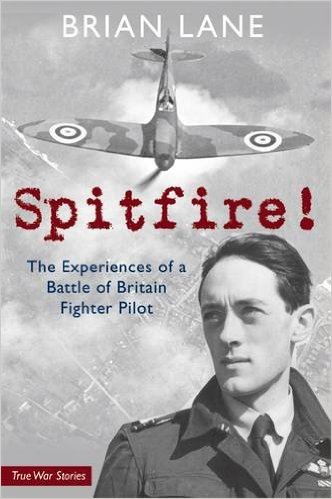 BRIAN LANE
Spitfire!
The Experiences of a
Battle of Britain
Fighter Pilot
True War Stories